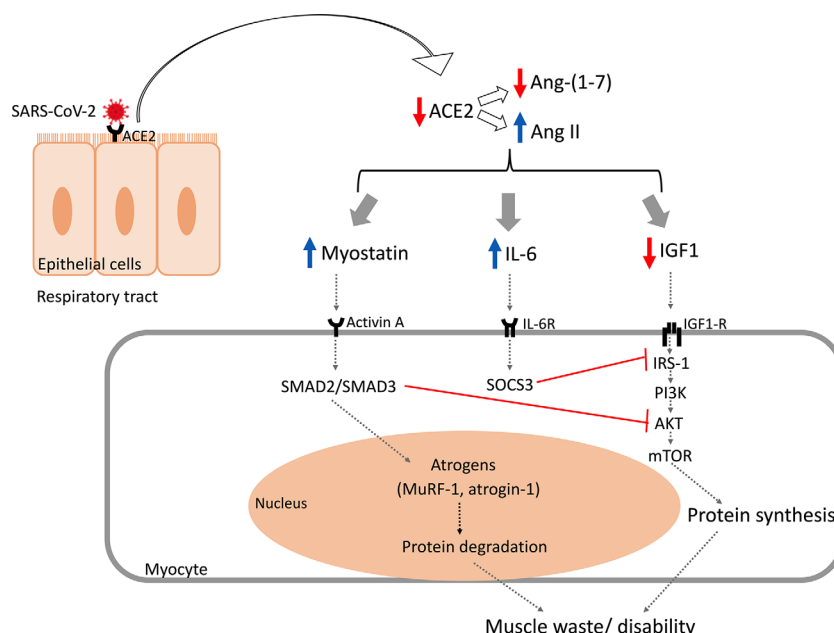 SARS-CoV-2
ACE2
Epithelial cells
Respiratory tract
ACE2
Ang-(1-7)
Ang II
Myostatin
IL-6
IGF1
Activin A
IL-6R
IGF1-R
SMAD2/SMAD3
SOCS3
IRS-1
PI3K
AKT
mTOR
Atrogens
(MuRF-1, atrogin-1)
Nucleus
Protein degradation
Protein synthesis
Myocyte
Muscle waste/ disability